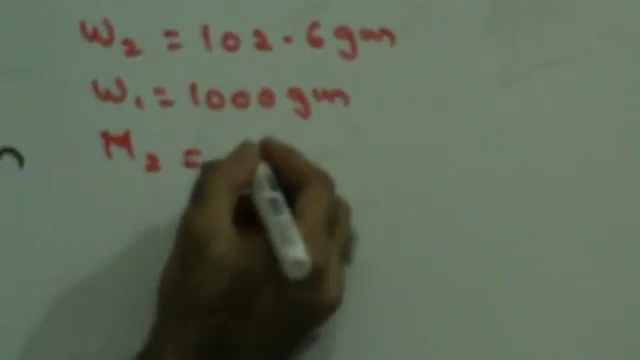 W₂ = 102.6 gm
W₁ = 1000 gm
M₂ =